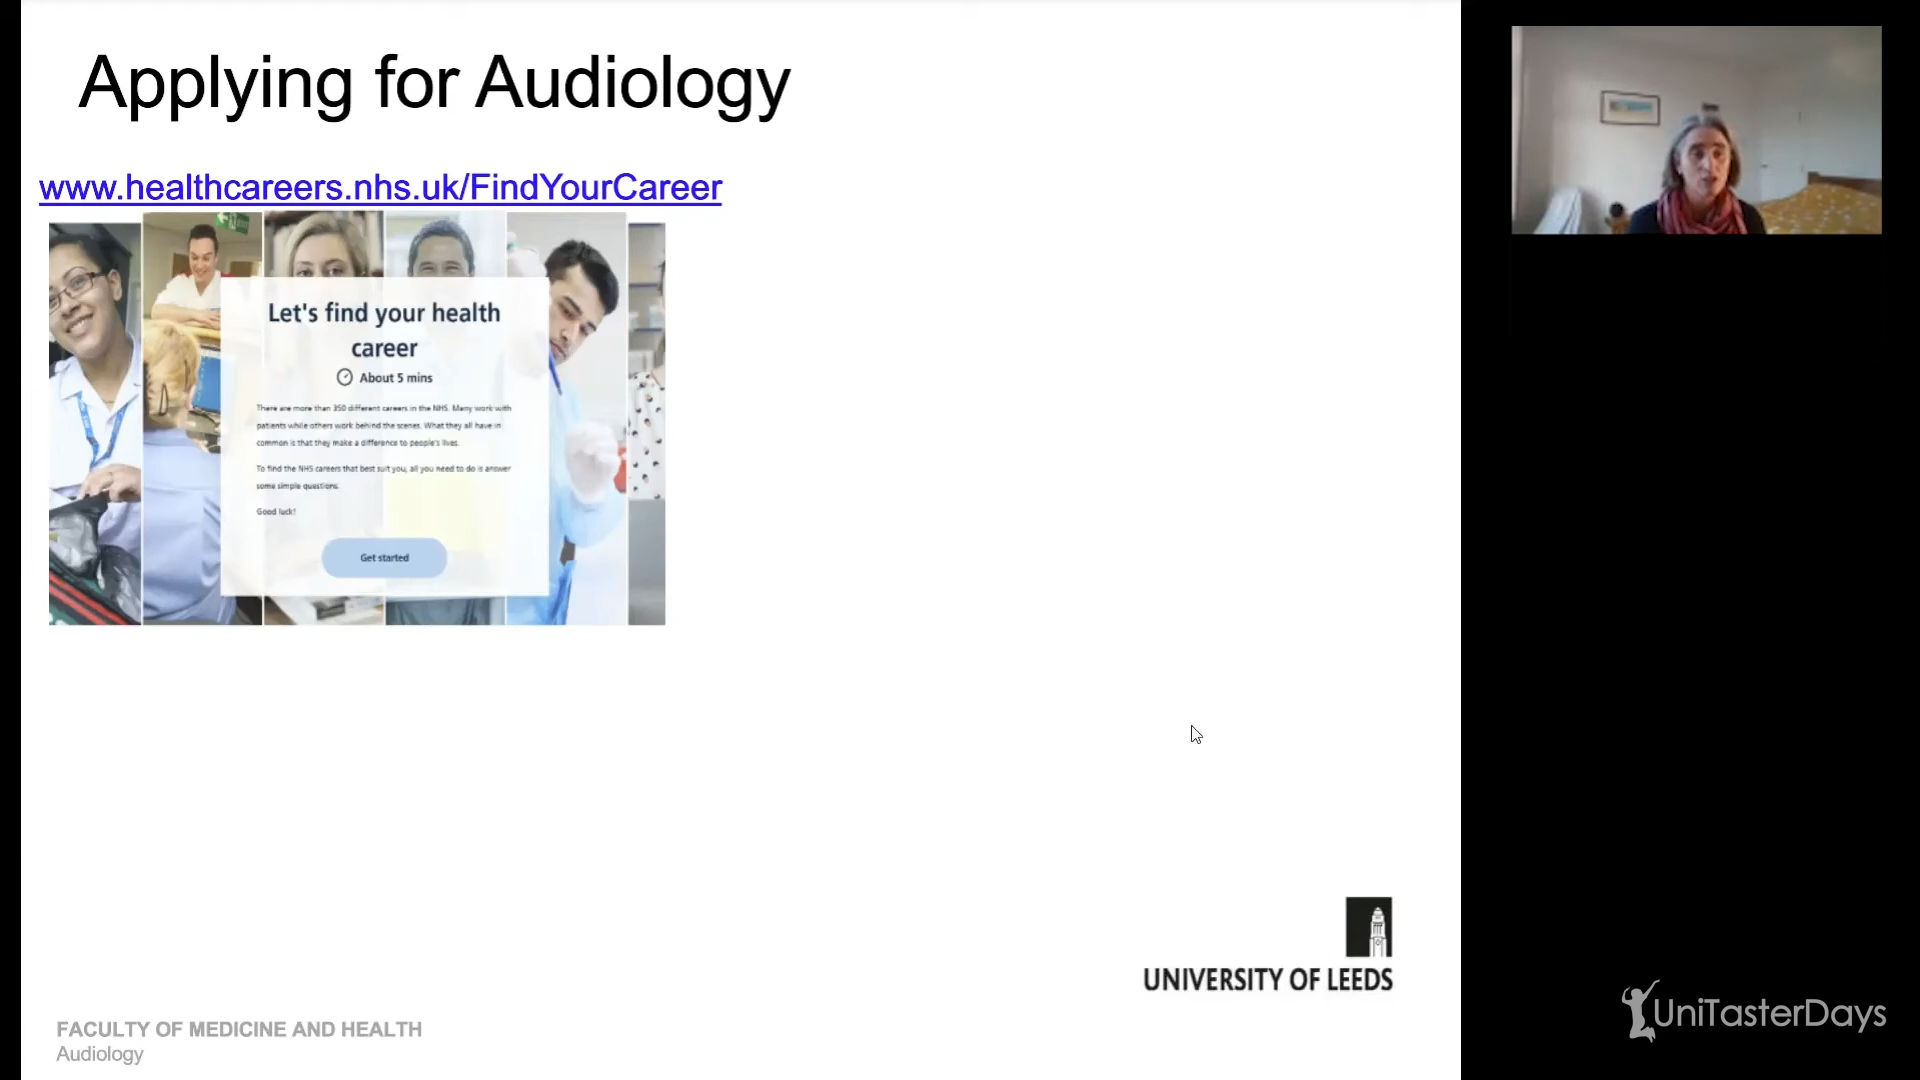 Applying for Audiology
www.healthcareers.nhs.uk/FindYourCareer
Let's find your health
career
About 5 mins
There are more than 350 different careers in the NHS. Many work with
patients while others work behind the scenes. What they all have in
common is that they make a difference to people's lives.
To find the NHS careers that best suit you, all you need to do is answer
some simple questions.
Good luck!
Get started
UNIVERSITY OF LEEDS
FACULTY OF MEDICINE AND HEALTH
Audiology
UniTasterDays